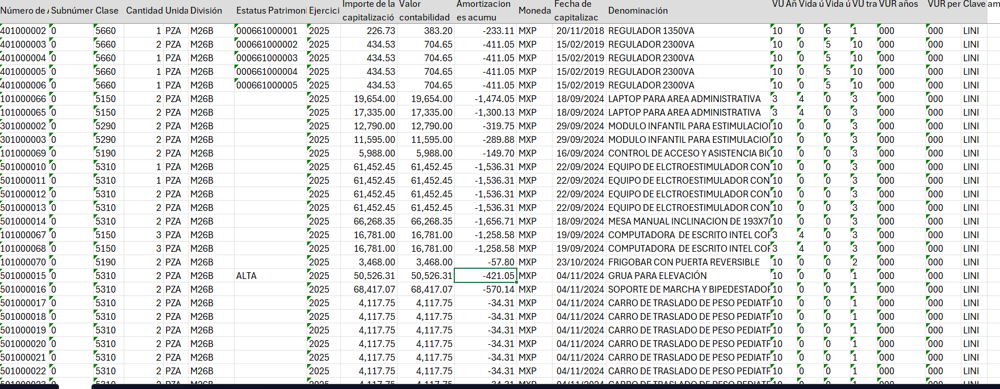 Número de Subnúmer Clase Cantidad Unida División Estatus Patrimoni Ejercici Importe de la capitalizació Valor contabilidad Amortizacion es acumu Moneda Fecha de capitalizac Denominación VU Añ Vida ú Vida ú VU tra VUR años VUR per Clave am
401000002 0 5660 1 PZA M26B 000661000001 2025 226.73 383.20 -233.11 MXP 20/11/2018 REGULADOR 1350VA 10 0 6 1 000 000 LINI
401000003 0 5660 2 PZA M26B 000661000002 2025 434.53 704.65 -411.05 MXP 15/02/2019 REGULADOR 2300VA 10 0 5 10 000 000 LINI
401000004 0 5660 1 PZA M26B 000661000003 2025 434.53 704.65 -411.05 MXP 15/02/2019 REGULADOR 2300VA 10 0 5 10 000 000 LINI
401000005 0 5660 1 PZA M26B 000661000004 2025 434.53 704.65 -411.05 MXP 15/02/2019 REGULADOR 2300VA 10 0 5 10 000 000 LINI
401000006 0 5660 1 PZA M26B 000661000005 2025 434.53 704.65 -411.05 MXP 15/02/2019 REGULADOR 2300VA 10 0 5 10 000 000 LINI
101000066 0 5150 2 PZA M26B 2025 19,654.00 19,654.00 -1,474.05 MXP 18/09/2024 LAPTOP PARA AREA ADMINISTRATIVA 3 4 0 3 000 000 LINI
101000065 0 5150 2 PZA M26B 2025 17,335.00 17,335.00 -1,300.13 MXP 18/09/2024 LAPTOP PARA AREA ADMINISTRATIVA 3 4 0 3 000 000 LINI
301000002 0 5290 2 PZA M26B 2025 12,790.00 12,790.00 -319.75 MXP 29/09/2024 MODULO INFANTIL PARA ESTIMULACIO 10 0 0 3 000 000 LINI
301000003 0 5290 2 PZA M26B 2025 11,595.00 11,595.00 -289.88 MXP 29/09/2024 MODULO INFANTIL PARA ESTIMULACIO 10 0 0 3 000 000 LINI
101000069 0 5190 2 PZA M26B 2025 5,988.00 5,988.00 -149.70 MXP 16/09/2024 CONTROL DE ACCESO Y ASISTENCIA BIO 10 0 0 3 000 000 LINI
501000010 0 5310 1 PZA M26B 2025 61,452.45 61,452.45 -1,536.31 MXP 22/09/2024 EQUIPO DE ELCTROESTIMULADOR CON 10 0 0 3 000 000 LINI
501000011 0 5310 1 PZA M26B 2025 61,452.45 61,452.45 -1,536.31 MXP 22/09/2024 EQUIPO DE ELCTROESTIMULADOR CON 10 0 0 3 000 000 LINI
501000012 0 5310 2 PZA M26B 2025 61,452.45 61,452.45 -1,536.31 MXP 22/09/2024 EQUIPO DE ELCTROESTIMULADOR CON 10 0 0 3 000 000 LINI
501000013 0 5310 2 PZA M26B 2025 61,452.45 61,452.45 -1,536.31 MXP 22/09/2024 EQUIPO DE ELCTROESTIMULADOR CON 10 0 0 3 000 000 LINI
501000014 0 5310 2 PZA M26B 2025 66,268.35 66,268.35 -1,656.71 MXP 18/09/2024 MESA MANUAL INCLINACION DE 193X70 10 0 0 3 000 000 LINI
101000067 0 5150 3 PZA M26B 2025 16,781.00 16,781.00 -1,258.58 MXP 19/09/2024 COMPUTADORA DE ESCRITO INTEL COR 3 4 0 3 000 000 LINI
101000068 0 5150 3 PZA M26B 2025 16,781.00 16,781.00 -1,258.58 MXP 19/09/2024 COMPUTADORA DE ESCRITO INTEL COR 3 4 0 3 000 000 LINI
101000070 0 5190 2 PZA M26B 2025 3,468.00 3,468.00 -57.80 MXP 23/10/2024 FRIGOBAR CON PUERTA REVERSIBLE 10 0 0 2 000 000 LINI
501000015 0 5310 2 PZA M26B ALTA 2025 50,526.31 50,526.31 -421.05 MXP 04/11/2024 GRUA PARA ELEVACIÓN 10 0 0 1 000 000 LINI
501000016 0 5310 2 PZA M26B 2025 68,417.07 68,417.07 -570.14 MXP 04/11/2024 SOPORTE DE MARCHA Y BIPEDESTADOR 10 0 0 1 000 000 LINI
501000017 0 5310 2 PZA M26B 2025 4,117.75 4,117.75 -34.31 MXP 04/11/2024 CARRO DE TRASLADO DE PESO PEDIATR 10 0 0 1 000 000 LINI
501000018 0 5310 2 PZA M26B 2025 4,117.75 4,117.75 -34.31 MXP 04/11/2024 CARRO DE TRASLADO DE PESO PEDIATR 10 0 0 1 000 000 LINI
501000019 0 5310 2 PZA M26B 2025 4,117.75 4,117.75 -34.31 MXP 04/11/2024 CARRO DE TRASLADO DE PESO PEDIATR 10 0 0 1 000 000 LINI
501000020 0 5310 2 PZA M26B 2025 4,117.75 4,117.75 -34.31 MXP 04/11/2024 CARRO DE TRASLADO DE PESO PEDIATR 10 0 0 1 000 000 LINI
501000021 0 5310 2 PZA M26B 2025 4,117.75 4,117.75 -34.31 MXP 04/11/2024 CARRO DE TRASLADO DE PESO PEDIATR 10 0 0 1 000 000 LINI
501000022 0 5310 2 PZA M26B 2025 4,117.75 4,117.75 -34.31 MXP 04/11/2024 CARRO DE TRASLADO DE PESO PEDIATR 10 0 0 1 000 000 LINI